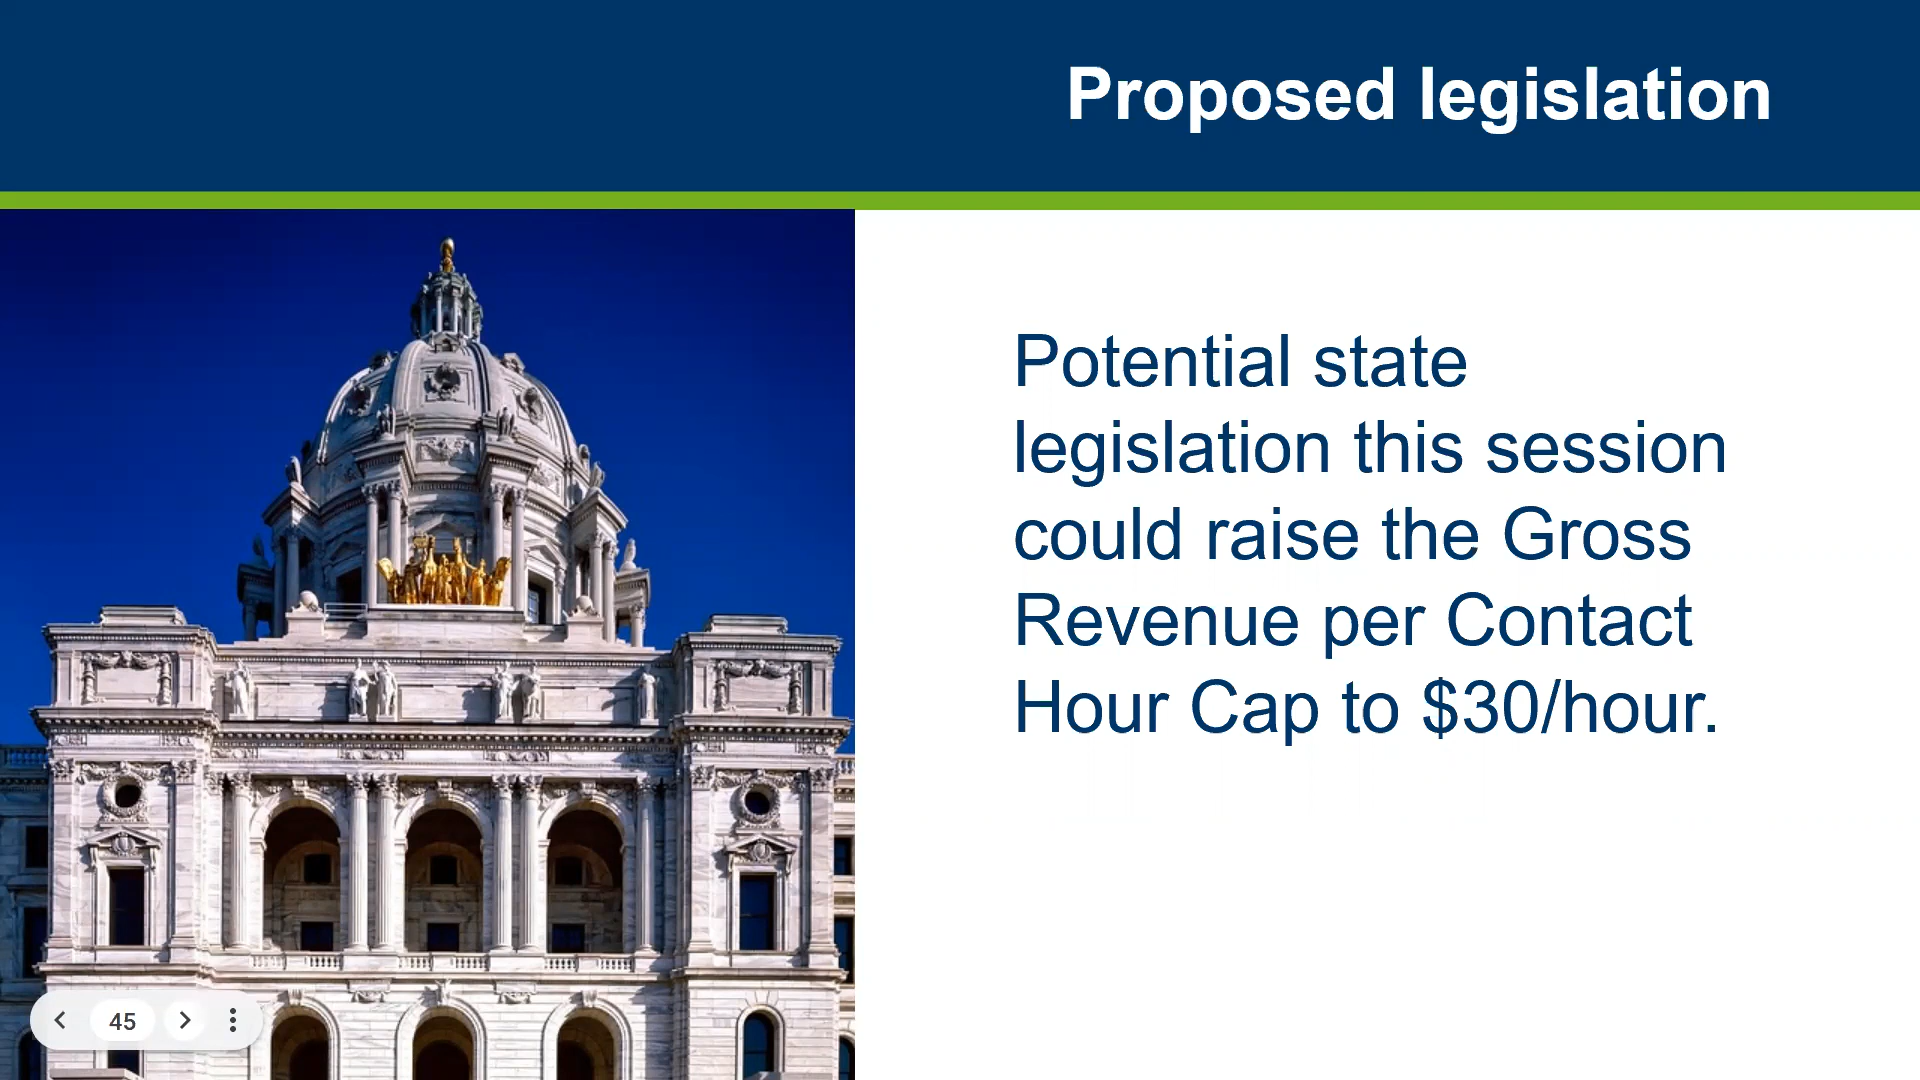 Proposed legislation
Potential state
legislation this session
could raise the Gross
Revenue per Contact
Hour Cap to $30/hour.
45